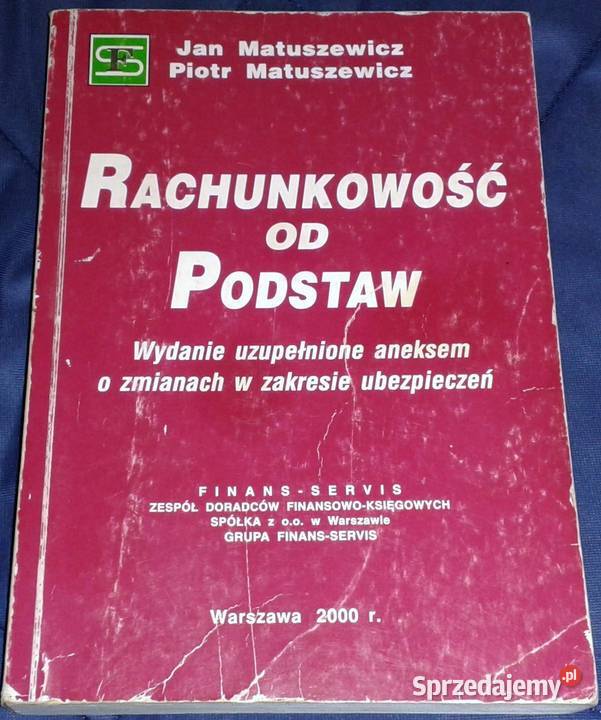 FS
Jan Matuszewicz
Piotr Matuszewicz
RACHUNKOWOŚĆ
OD
PODSTAW
Wydanie uzupełnione aneksem
o zmianach w zakresie ubezpieczeń
FINANS-SERVIS
ZESPÓŁ DORADCÓW FINANSOWO-KSIĘGOWYCH
SPÓŁKA z o.o. w Warszawie
GRUPA FINANS-SERVIS
Warszawa 2000 r.
Sprzedajemy.pl